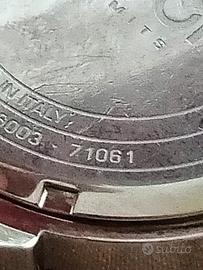 MITS
IN ITALY
6003 - 71061
subito